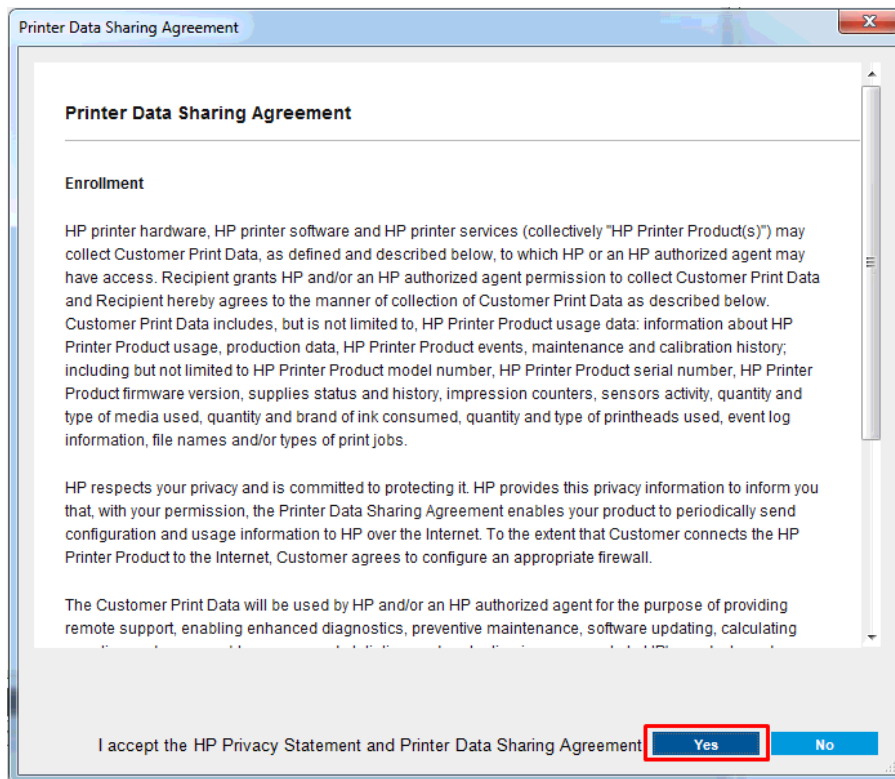 Printer Data Sharing Agreement
Printer Data Sharing Agreement
Enrollment
HP printer hardware, HP printer software and HP printer services (collectively "HP Printer Product(s)") may
collect Customer Print Data, as defined and described below, to which HP or an HP authorized agent may
have access. Recipient grants HP and/or an HP authorized agent permission to collect Customer Print Data
and Recipient hereby agrees to the manner of collection of Customer Print Data as described below.
Customer Print Data includes, but is not limited to, HP Printer Product usage data: information about HP
Printer Product usage, production data, HP Printer Product events, maintenance and calibration history;
including but not limited to HP Printer Product model number, HP Printer Product serial number, HP Printer
Product firmware version, supplies status and history, impression counters, sensors activity, quantity and
type of media used, quantity and brand of ink consumed, quantity and type of printheads used, event log
information, file names and/or types of print jobs.
HP respects your privacy and is committed to protecting it. HP provides this privacy information to inform you
that, with your permission, the Printer Data Sharing Agreement enables your product to periodically send
configuration and usage information to HP over the Internet. To the extent that Customer connects the HP
Printer Product to the Internet, Customer agrees to configure an appropriate firewall.
The Customer Print Data will be used by HP and/or an HP authorized agent for the purpose of providing
remote support, enabling enhanced diagnostics, preventive maintenance, software updating, calculating
I accept the HP Privacy Statement and Printer Data Sharing Agreement Yes No